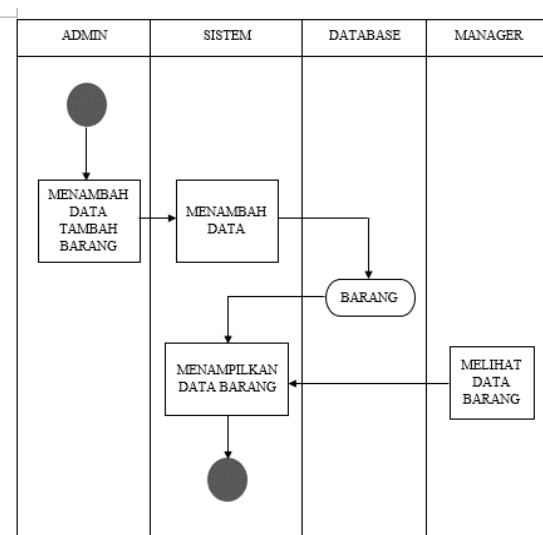 ADMIN
SISTEM
DATABASE
MANAGER
MENAMBAH
DATA
TAMBAH
BARANG
MENAMBAH
DATA
BARANG
MENAMPILKAN
DATA BARANG
MELIHAT
DATA
BARANG